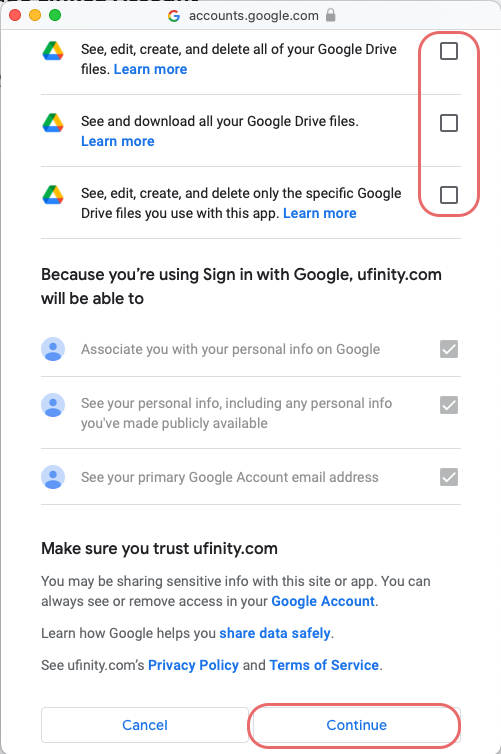 accounts.google.com
See, edit, create, and delete all of your Google Drive
files. Learn more
See and download all your Google Drive files.
Learn more
See, edit, create, and delete only the specific Google
Drive files you use with this app. Learn more
Because you’re using Sign in with Google, ufinity.com
will be able to
Associate you with your personal info on Google
See your personal info, including any personal info
you've made publicly available
See your primary Google Account email address
Make sure you trust ufinity.com
You may be sharing sensitive info with this site or app. You can
always see or remove access in your Google Account.
Learn how Google helps you share data safely.
See ufinity.com’s Privacy Policy and Terms of Service.
Cancel
Continue